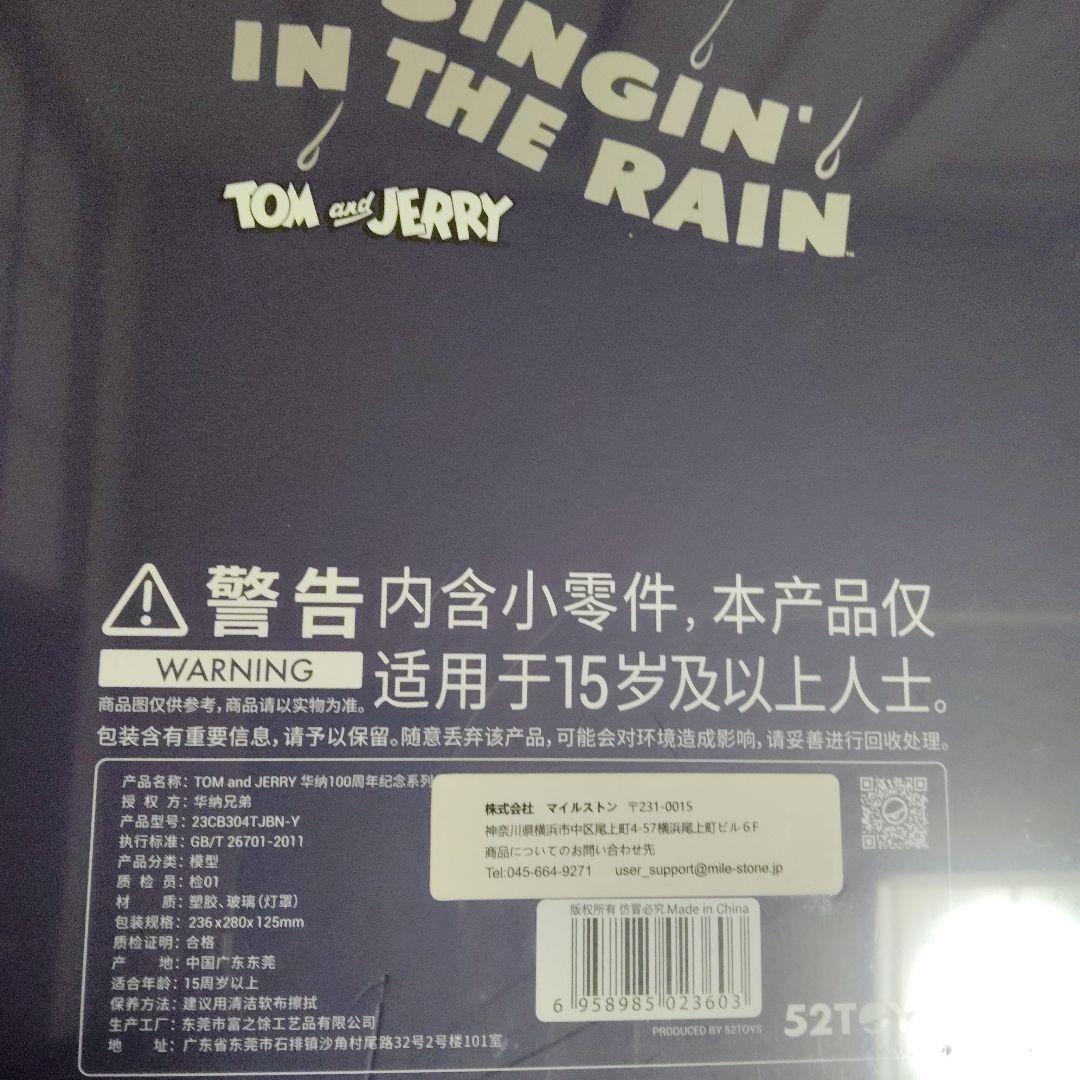 SINGIN'
IN THE RAIN™
TOM and JERRY
警告
WARNING
内含小零件，本产品仅
适用于15岁及以上人士。
商品图仅供参考，商品请以实物为准。
包装含有重要信息，请予以保留。随意丢弃该产品，可能会对环境造成影响，请妥善进行回收处理。
产品名称：TOM and JERRY 华纳100周年纪念系列
授权方：华纳兄弟
产品型号：23CB304TJBN-Y
执行标准：GB/T 26701-2011
产品分类：模型
质检员：检01
材质：塑胶、玻璃（灯罩）
包装规格：236x280x125mm
质检证明：合格
产地：中国广东东莞
适合年龄：15周岁以上
保养方法：建议用清洁软布擦拭
生产工厂：东莞市富之馀工艺品有限公司
地址：广东省东莞市石排镇沙角村尾路32号2号楼101室
株式会社 マイルストン 〒231-0015
神奈川県横浜市中区尾上町4-57横浜尾上町ビル6F
商品についてのお問い合わせ先
Tel:045-664-9271 user_support@mile-stone.jp
版权所有 仿冒必究 Made in China
6 958985 023603
PRODUCED BY 52TOYS
52TOY